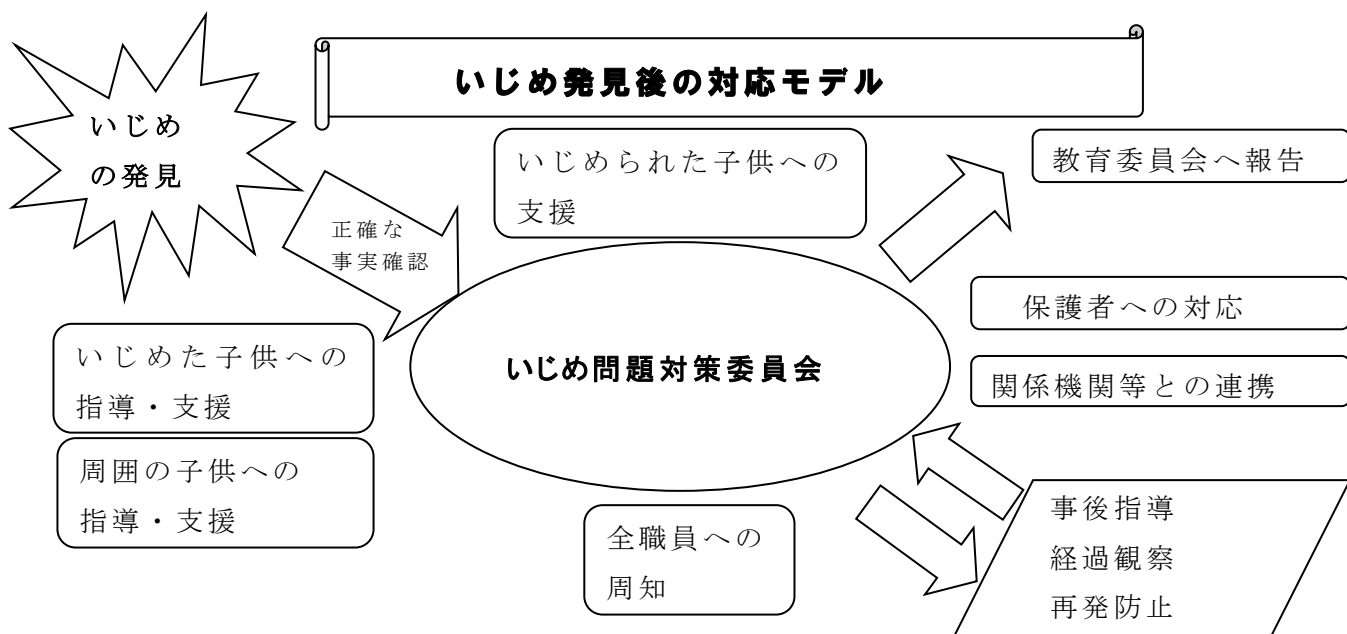 いじめ発見後の対応モデル
いじめ
の発見
正確な
事実確認
いじめられた子供への
支援
教育委員会へ報告
保護者への対応
関係機関等との連携
いじめ問題対策委員会
いじめた子供への
指導・支援
周囲の子供への
指導・支援
全職員への
周知
事後指導
経過観察
再発防止